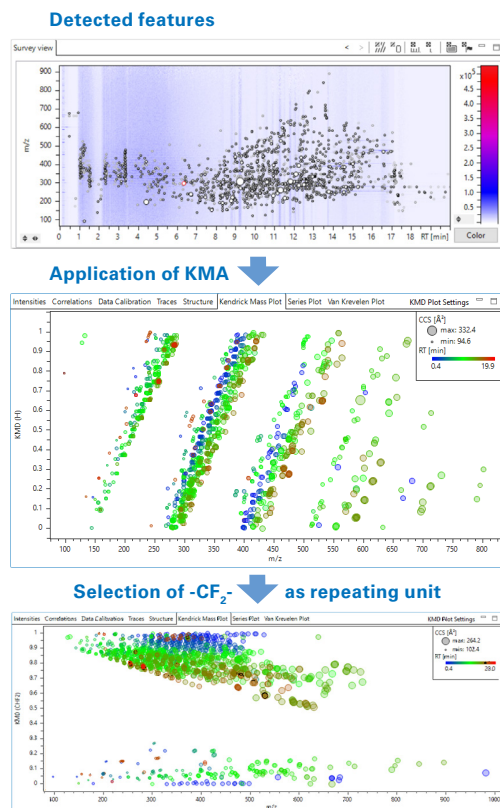 Detected features
Survey view
< >
900
800
700
600
500
400
300
200
100
m/z
0 1 2 3 4 5 6 7 8 9 10 11 12 13 14 15 16 17 18 RT [min]
x10⁵
4.5
4.0
3.5
3.0
2.5
2.0
1.5
1.0
0.5
Color
Application of KMA
Intensities Correlations Data Calibration Traces Structure Kendrick Mass Plot Series Plot Van Krevelen Plot KMD Plot Settings
CCS [Å²]
max: 332.4
min: 94.6
RT [min]
0.4 19.9
1
0.9
0.8
0.7
0.6
0.5
0.4
0.3
0.2
0.1
0
KMD (H)
100 150 200 250 300 350 400 450 500 550 600 650 700 750 800
m/z
Selection of -CF₂- as repeating unit
Intensities Correlations Data Calibration Traces Structure Kendrick Mass Plot Series Plot Van Krevelen Plot KMD Plot Settings
CCS [Å²]
max: 264.2
min: 102.4
RT [min]
0.4 28.0
1
0.9
0.8
0.7
0.6
0.5
0.4
0.3
0.2
0.1
0
KMD (CHF2)
100 200 300 400 500 600 700 800 900
m/z